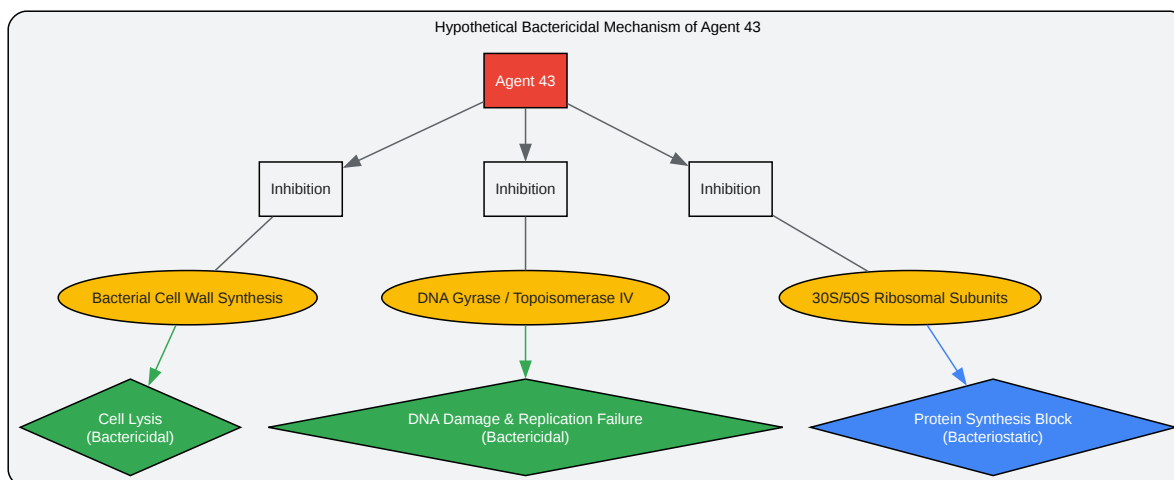 Hypothetical Bactericidal Mechanism of Agent 43
Agent 43
Inhibition
Inhibition
Inhibition
Bacterial Cell Wall Synthesis
DNA Gyrase / Topoisomerase IV
30S/50S Ribosomal Subunits
Cell Lysis
(Bactericidal)
DNA Damage & Replication Failure
(Bactericidal)
Protein Synthesis Block
(Bacteriostatic)